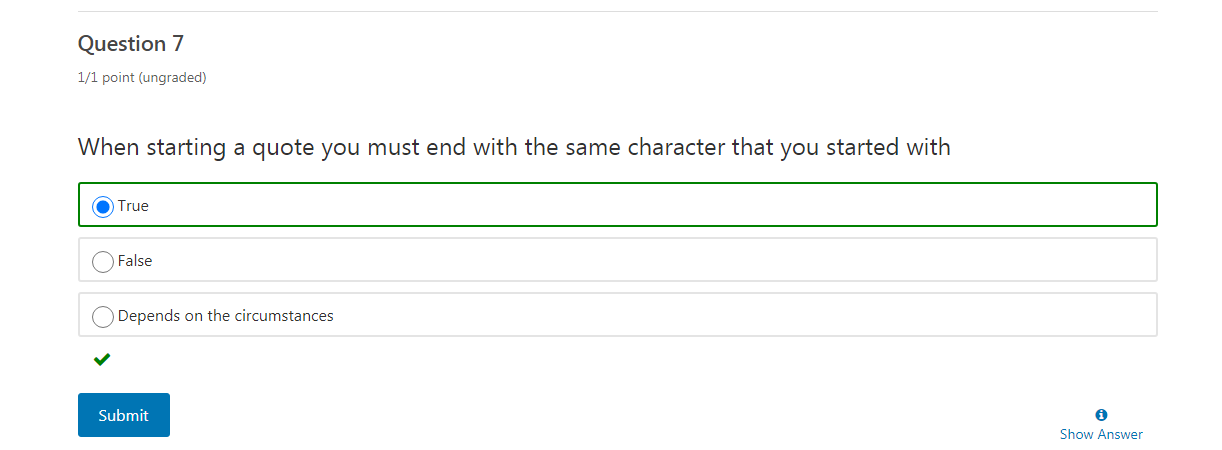 Question 7
1/1 point (ungraded)
When starting a quote you must end with the same character that you started with
True
False
Depends on the circumstances
Submit
Show Answer